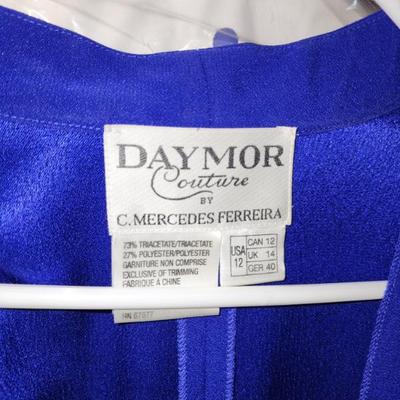 DAYMOR
Couture
BY
C. MERCEDES FERREIRA
73% TRIACETATE/TRIACETATE
27% POLYESTER/POLYESTER
GARNITURE NON COMPRISE
EXCLUSIVE OF TRIMMING
FABRIQUE A CHINE
USA
12
CAN 12
UK 14
GER 40